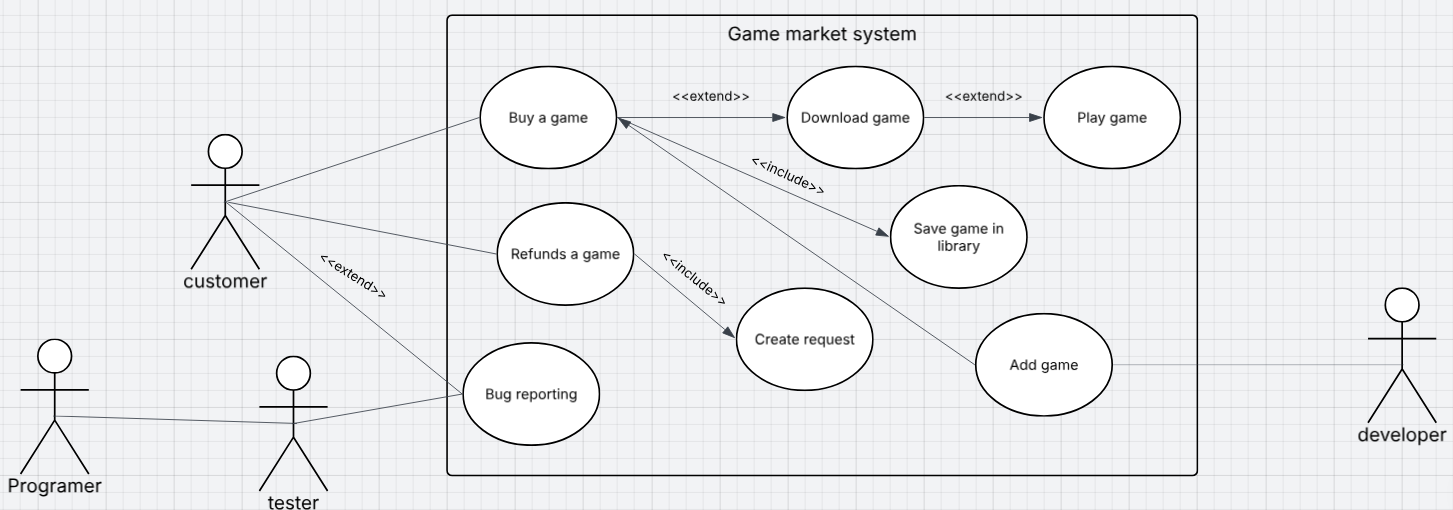 Game market system
<<extend>>
<<extend>>
Buy a game
Download game
Play game
<<include>>
Save game in
library
Refunds a game
<<include>>
customer
<<extend>>
Create request
Add game
Bug reporting
developer
Programer
tester